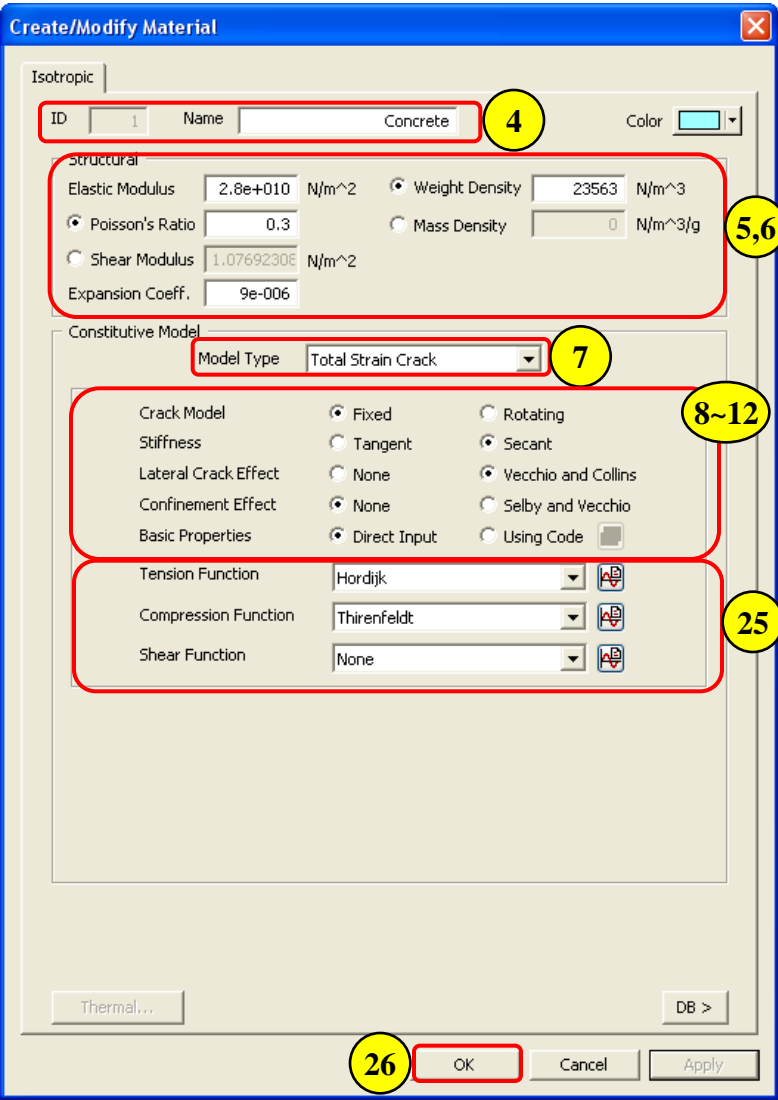 Create/Modify Material
Isotropic
ID 1 Name Concrete 4 Color
Structural
Elastic Modulus 2.8e+010 N/m^2 Weight Density 23563 N/m^3
Poisson's Ratio 0.3 Mass Density 0 N/m^3/g 5,6
Shear Modulus 1.07692308 N/m^2
Expansion Coeff. 9e-006
Constitutive Model
Model Type Total Strain Crack 7
Crack Model Fixed Rotating 8~12
Stiffness Tangent Secant
Lateral Crack Effect None Vecchio and Collins
Confinement Effect None Selby and Vecchio
Basic Properties Direct Input Using Code
Tension Function Hordijk
Compression Function Thirenfeldt 25
Shear Function None
Thermal... DB >
26 OK Cancel Apply